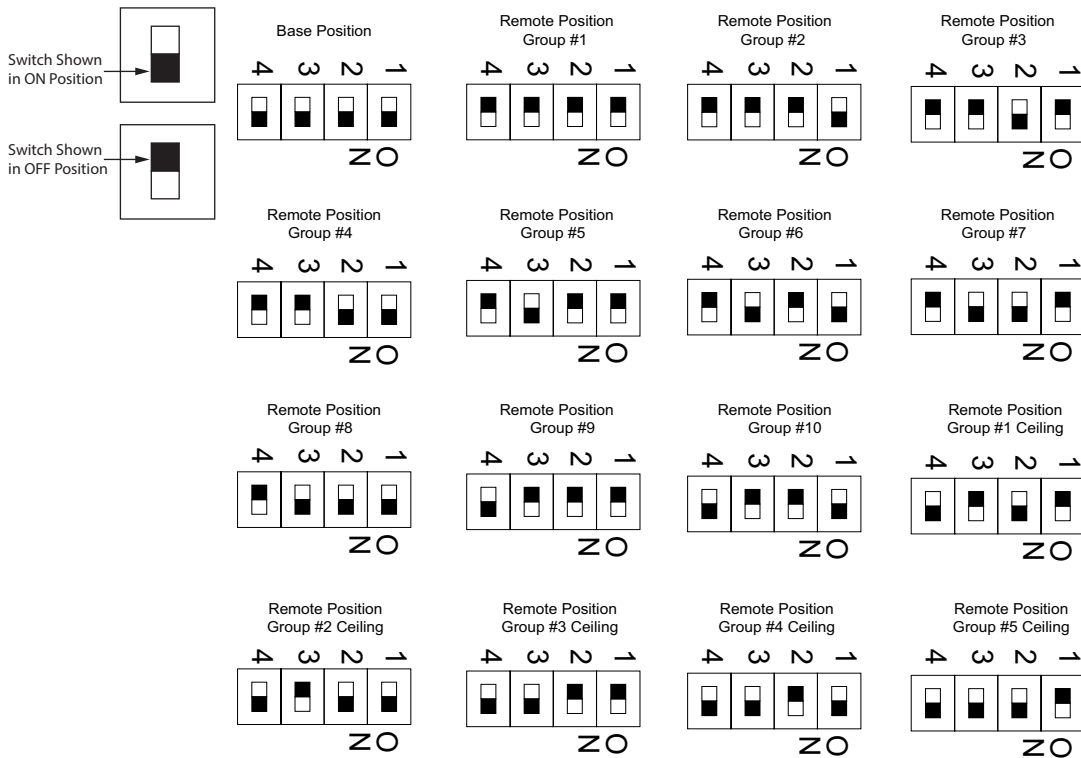 Switch Shown
in ON Position
Switch Shown
in OFF Position
Base Position
4 3 2 1
ON
Remote Position
Group #1
4 3 2 1
ON
Remote Position
Group #2
4 3 2 1
ON
Remote Position
Group #3
4 3 2 1
ON
Remote Position
Group #4
4 3 2 1
ON
Remote Position
Group #5
4 3 2 1
ON
Remote Position
Group #6
4 3 2 1
ON
Remote Position
Group #7
4 3 2 1
ON
Remote Position
Group #8
4 3 2 1
ON
Remote Position
Group #9
4 3 2 1
ON
Remote Position
Group #10
4 3 2 1
ON
Remote Position
Group #1 Ceiling
4 3 2 1
ON
Remote Position
Group #2 Ceiling
4 3 2 1
ON
Remote Position
Group #3 Ceiling
4 3 2 1
ON
Remote Position
Group #4 Ceiling
4 3 2 1
ON
Remote Position
Group #5 Ceiling
4 3 2 1
ON